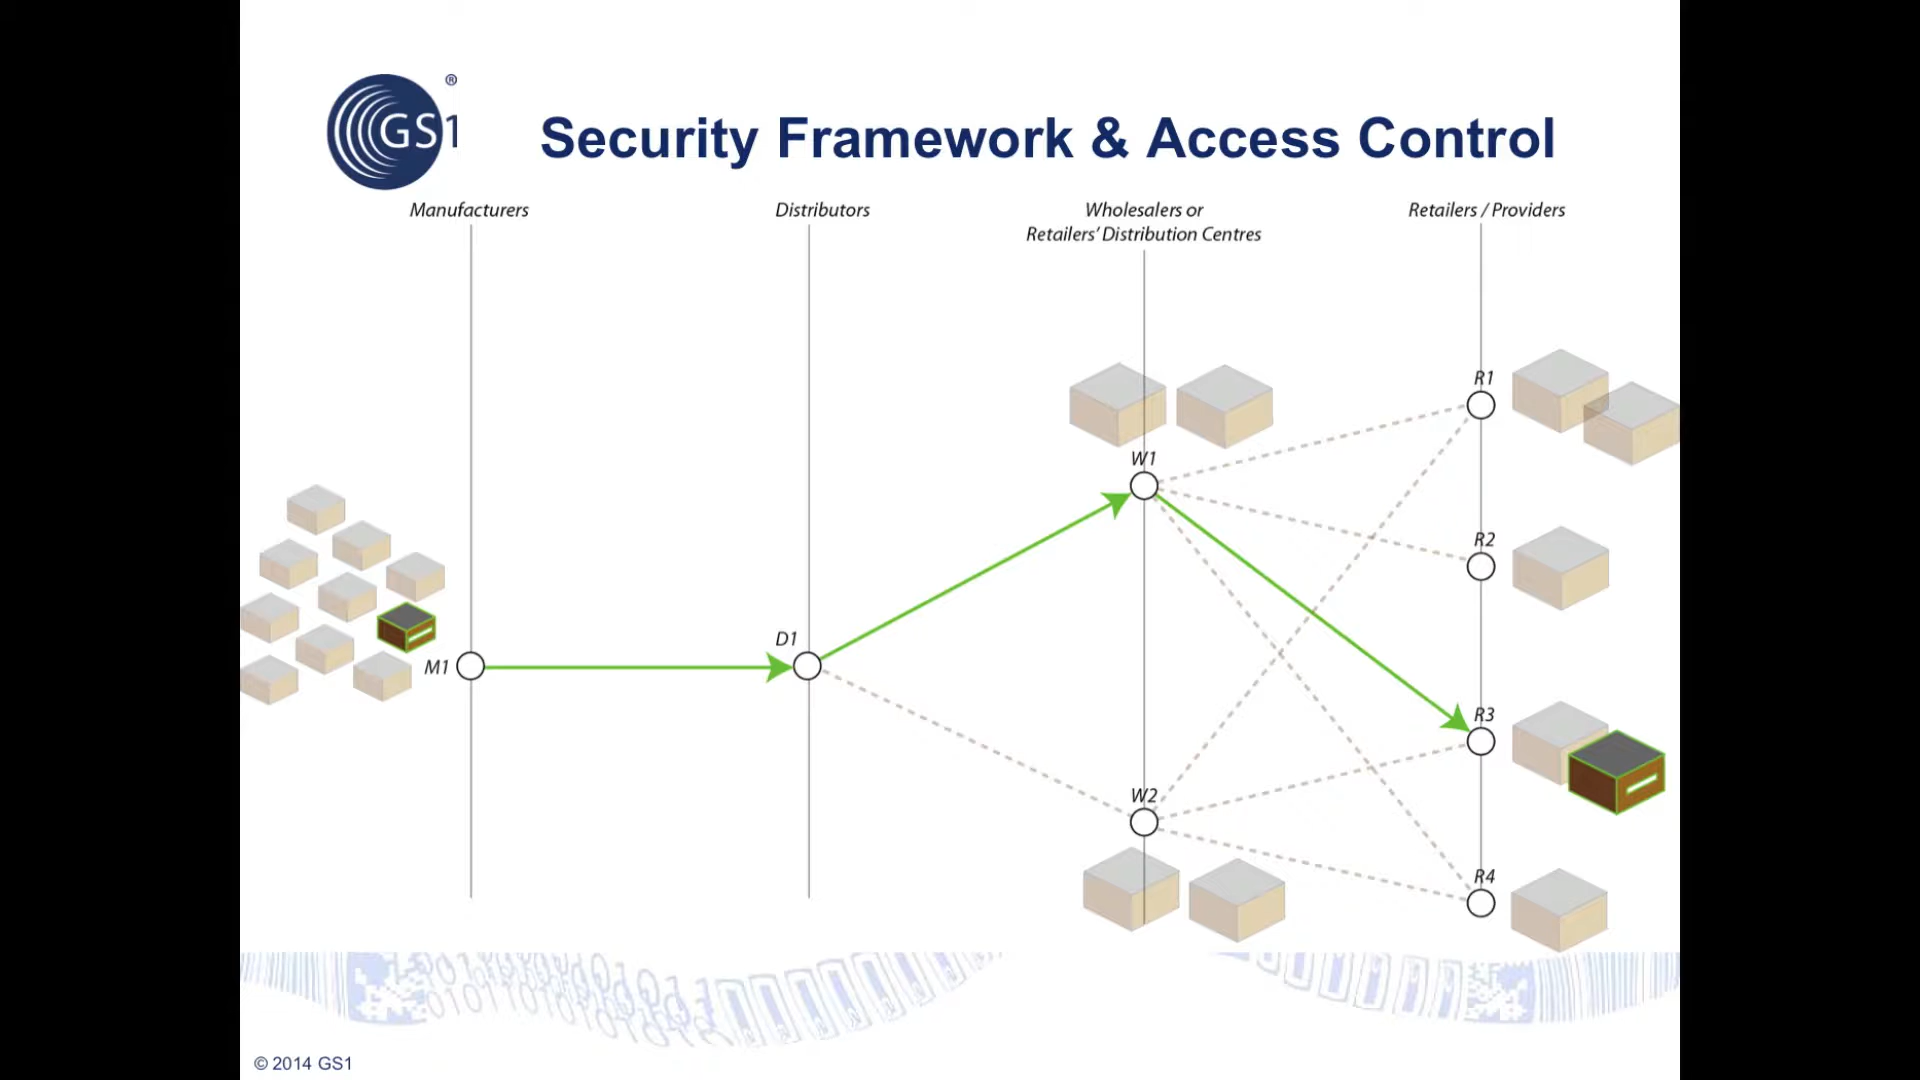 GS1®
Security Framework & Access Control
Manufacturers
Distributors
Wholesalers or
Retailers' Distribution Centres
Retailers / Providers
R1
W1
R2
D1
M1
R3
W2
R4
© 2014 GS1